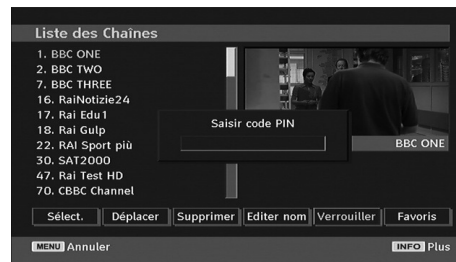 Liste des Chaînes
1. BBC ONE
2. BBC TWO
7. BBC THREE
16. RaiNotizie24
17. Rai Edu1
18. Rai Gulp
22. RAI Sport più
30. SAT2000
47. Rai Test HD
70. CBBC Channel
Saisir code PIN
BBC ONE
Sélect. Déplacer Supprimer Editer nom Verrouiller Favoris
MENU Annuler INFO Plus